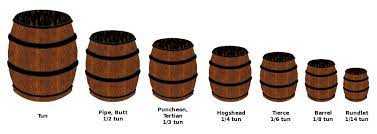 Tun
Pipe, Butt
1/2 tun
Puncheon,
Tertian
1/3 tun
Hogshead
1/4 tun
Tierce
1/6 tun
Barrel
1/8 tun
Rundlet
1/14 tun